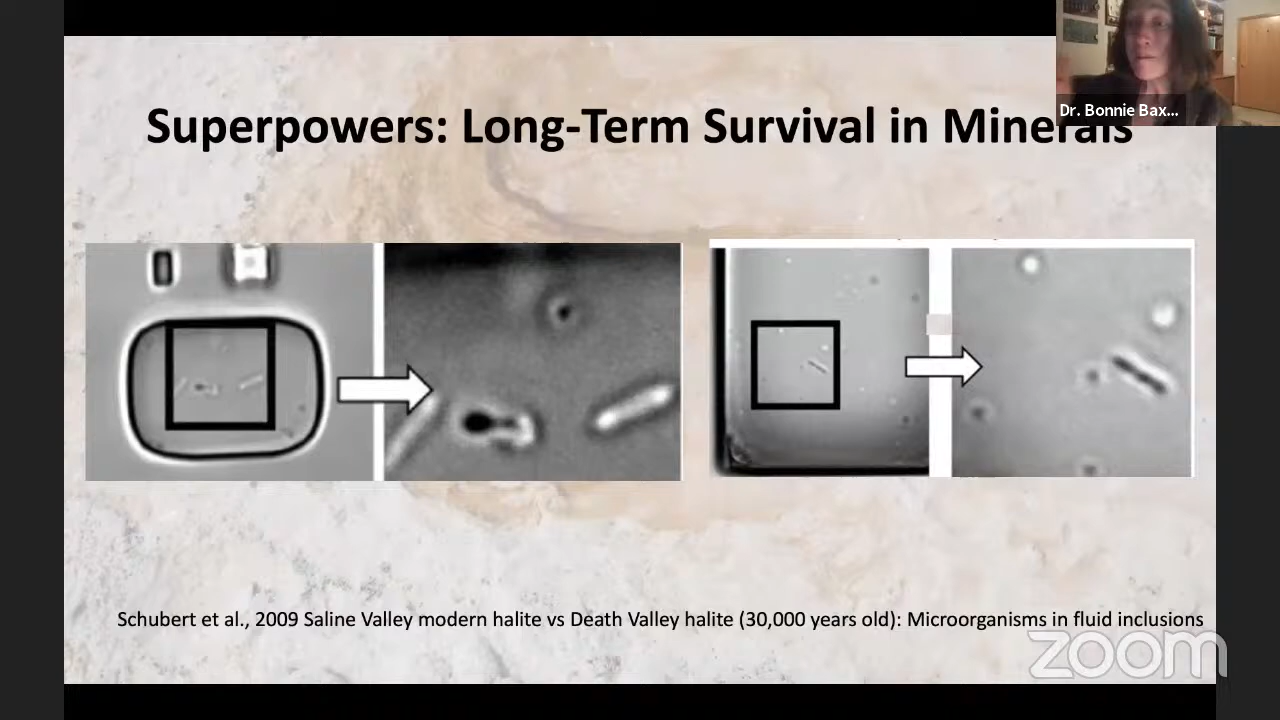 Dr. Bonnie Bax...
Superpowers: Long-Term Survival in Minerals
Schubert et al., 2009 Saline Valley modern halite vs Death Valley halite (30,000 years old): Microorganisms in fluid inclusions
zoom